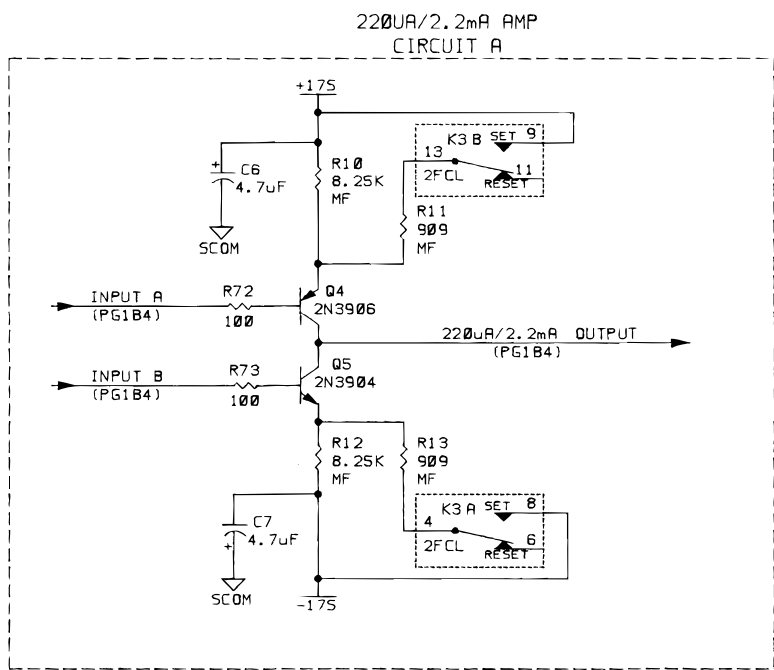 220UA/2.2mA AMP
CIRCUIT A
+17S
K3 B SET 9
13
11
2FCL
RESET
+
C6
4.7uF
R10
8.25K
MF
R11
909
MF
SCOM
INPUT A
(PG1B4)
R72
100
Q4
2N3906
220uA/2.2mA OUTPUT
(PG1B4)
INPUT B
(PG1B4)
R73
100
Q5
2N3904
R12
8.25K
MF
R13
909
MF
K3 A SET 8
4
6
2FCL
RESET
C7
4.7uF
+
SCOM
-17S